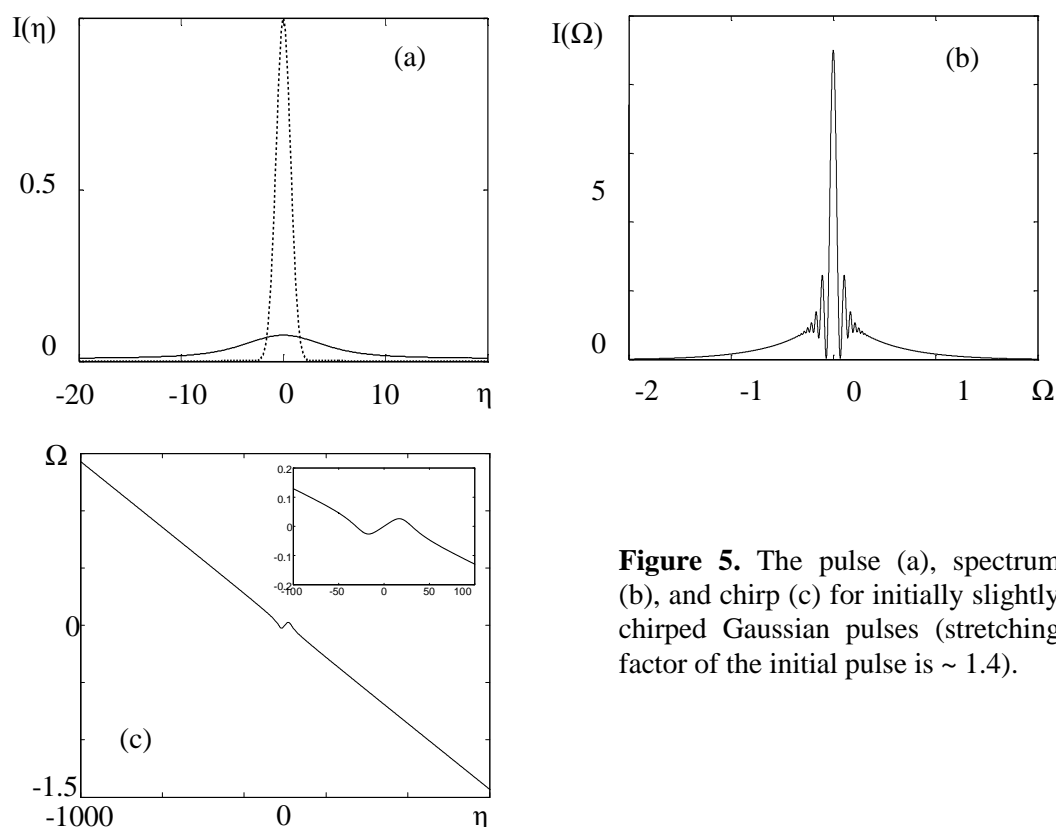 I(η)
(a)
0.5
0
-20 -10 0 10 η
I(Ω)
(b)
5
0
-2 -1 0 1 Ω
Ω
0.2
0.1
0
-0.1
-0.2
-100 -50 0 50 100
0
(c)
-1.5
-1000 0 η
Figure 5. The pulse (a), spectrum
(b), and chirp (c) for initially slightly
chirped Gaussian pulses (stretching
factor of the initial pulse is ~ 1.4).